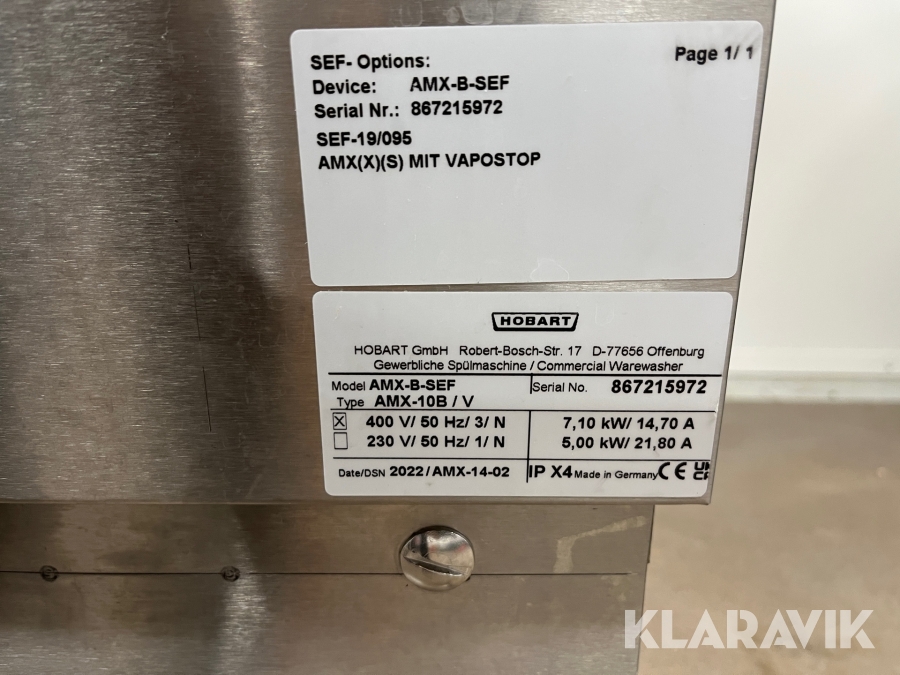 SEF- Options:
Page 1/ 1
Device: AMX-B-SEF
Serial Nr.: 867215972
SEF-19/095
AMX(X)(S) MIT VAPOSTOP
HOBART
HOBART GmbH Robert-Bosch-Str. 17 D-77656 Offenburg
Gewerbliche Spülmaschine / Commercial Warewasher
Model AMX-B-SEF Serial No. 867215972
Type AMX-10B / V
X 400 V/ 50 Hz/ 3/ N 7,10 kW/ 14,70 A
230 V/ 50 Hz/ 1/ N 5,00 kW/ 21,80 A
Date/DSN 2022/AMX-14-02 IP X4 Made in Germany CE UK CA
KLARAVIK